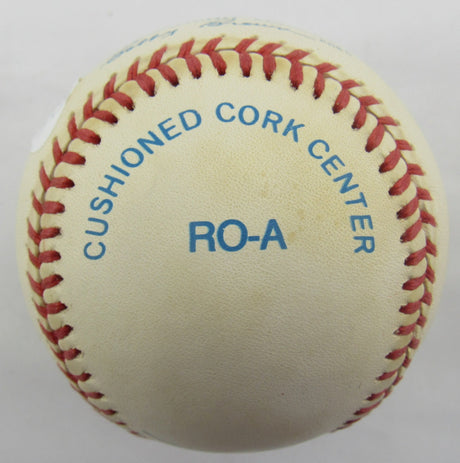 CUSHIONED CORK CENTER
RO-A